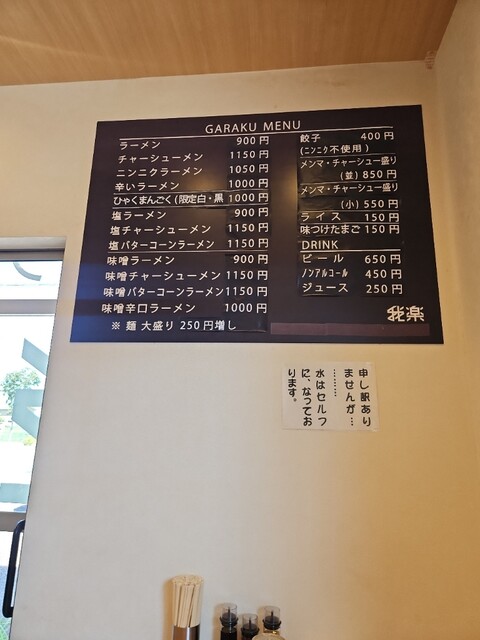 GARAKU MENU
ラーメン 900円
チャーシューメン 1150円
ニンニクラーメン 1050円
辛いラーメン 1000円
ひゃくまんごく(限定白・黒 1000円
塩ラーメン 900円
塩チャーシューメン 1150円
塩バターコーンラーメン 1150円
味噌ラーメン 900円
味噌チャーシューメン 1150円
味噌バターコーンラーメン 1150円
味噌辛口ラーメン 1000円
※ 麺 大盛り 250円増し
餃子 400円
(ニンニク不使用)
メンマ・チャーシュー盛り
(並) 850円
メンマ・チャーシュー盛り
(小) 550円
ライス 150円
味つけたまご 150円
DRINK
ビール 650円
ノンアルコール 450円
ジュース 250円
我楽
申し訳あり
ませんが…
………
水はセルフ
に、なってお
ります。